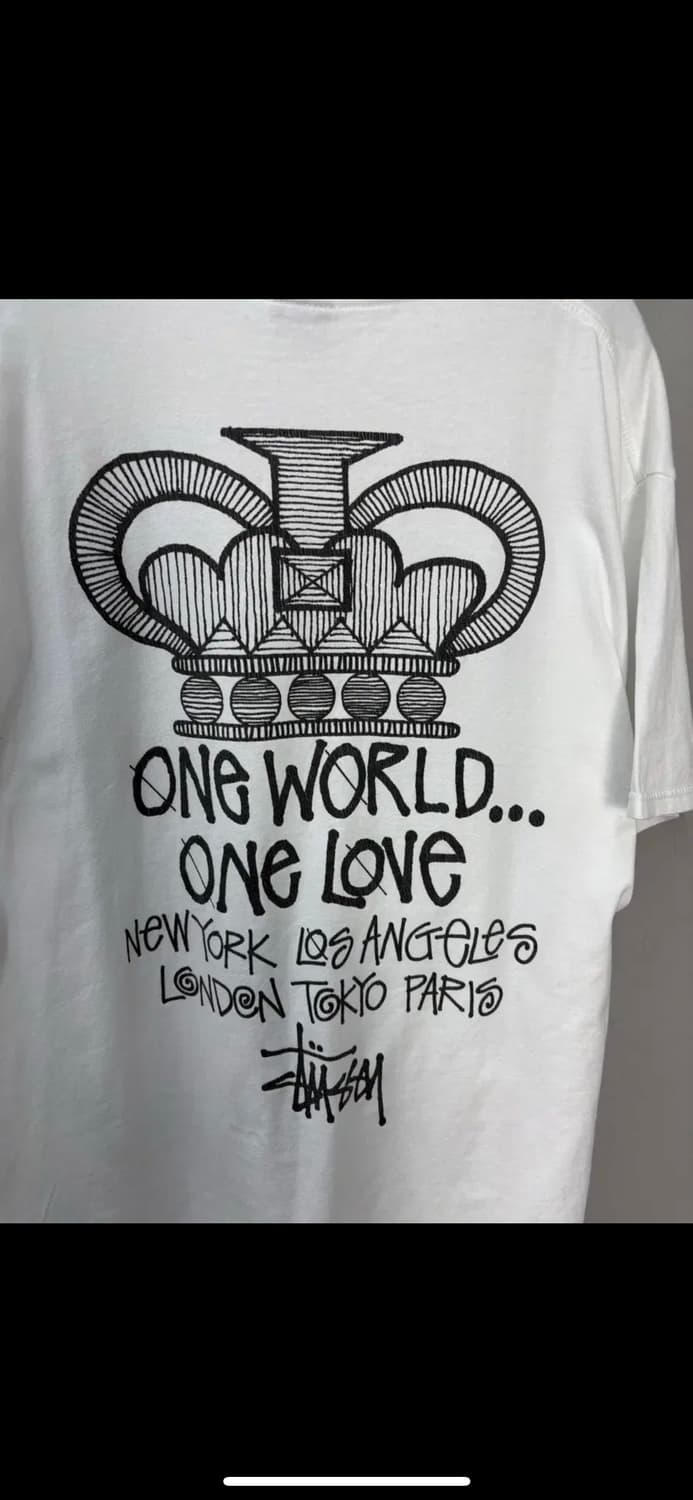 ONE WORLD...
ONE LOVE
NEW YORK LOS ANGELES
LONDON TOKYO PARIS
Stüssy